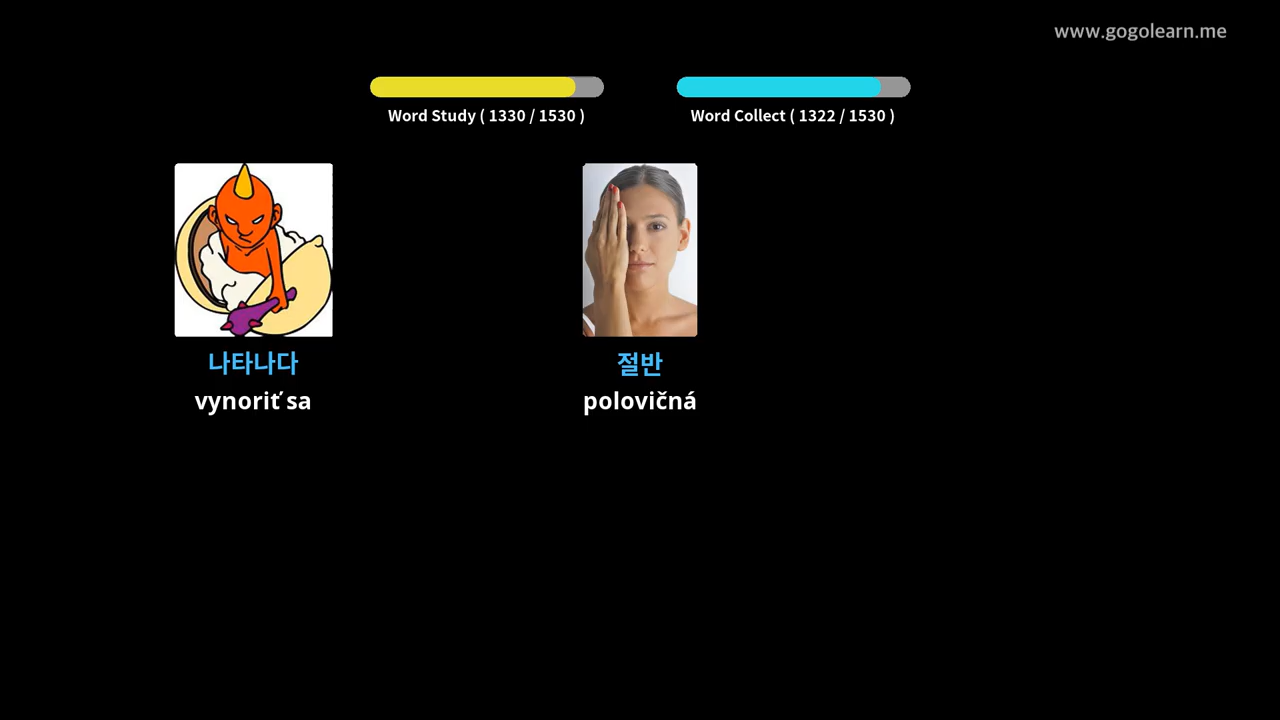 www.gogolearn.me
Word Study ( 1330 / 1530 )
Word Collect ( 1322 / 1530 )
나타나다
vynoriť sa
절반
polovičná